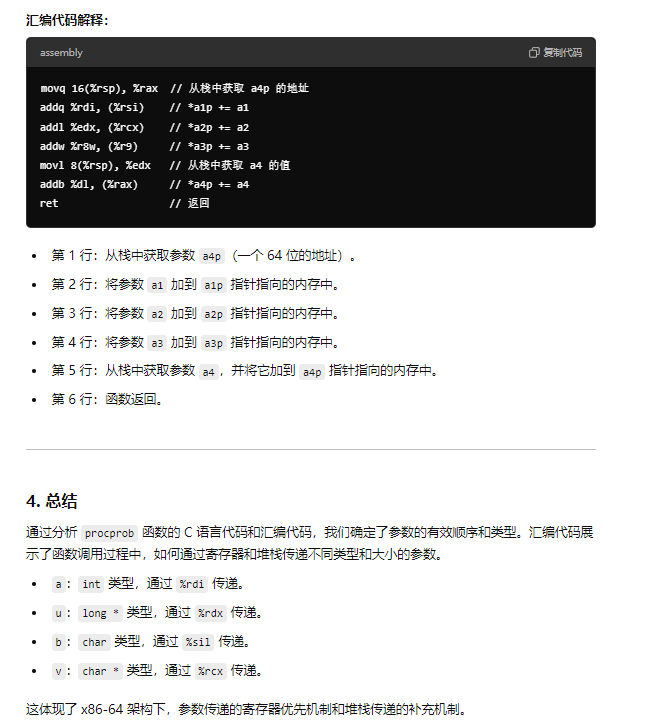 汇编代码解释：
assembly
复制代码
movq 16(%rsp), %rax // 从栈中获取 a4p 的地址
addq %rdi, (%rsi) // *a1p += a1
addl %edx, (%rcx) // *a2p += a2
addw %r8w, (%r9) // *a3p += a3
movl 8(%rsp), %edx // 从栈中获取 a4 的值
addb %dl, (%rax) // *a4p += a4
ret // 返回
• 第 1 行：从栈中获取参数 a4p（一个 64 位的地址）。
• 第 2 行：将参数 a1 加到 a1p 指针指向的内存中。
• 第 3 行：将参数 a2 加到 a2p 指针指向的内存中。
• 第 4 行：将参数 a3 加到 a3p 指针指向的内存中。
• 第 5 行：从栈中获取参数 a4，并将它加到 a4p 指针指向的内存中。
• 第 6 行：函数返回。
4. 总结
通过分析 procprob 函数的 C 语言代码和汇编代码，我们确定了参数的有效顺序和类型。汇编代码展
示了函数调用过程中，如何通过寄存器和堆栈传递不同类型和大小的参数。
• a：int 类型，通过 %rdi 传递。
• u：long * 类型，通过 %rdx 传递。
• b：char 类型，通过 %sil 传递。
• v：char * 类型，通过 %rcx 传递。
这体现了 x86-64 架构下，参数传递的寄存器优先机制和堆栈传递的补充机制。